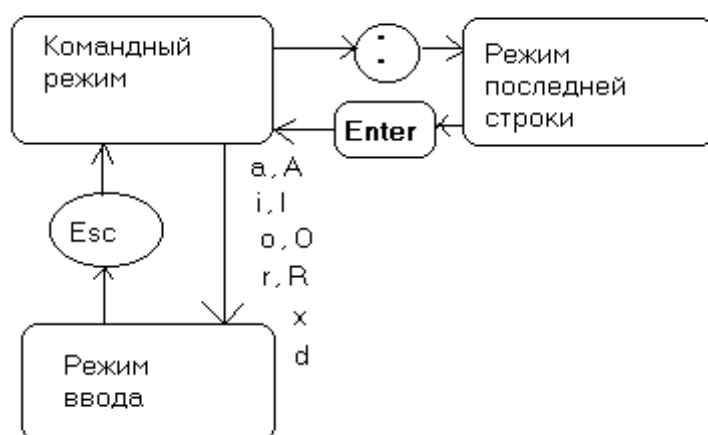 Командный
режим
:
Режим
последней
строки
Enter
a, A
i, I
o, O
r, R
x
d
Esc
Режим
ввода